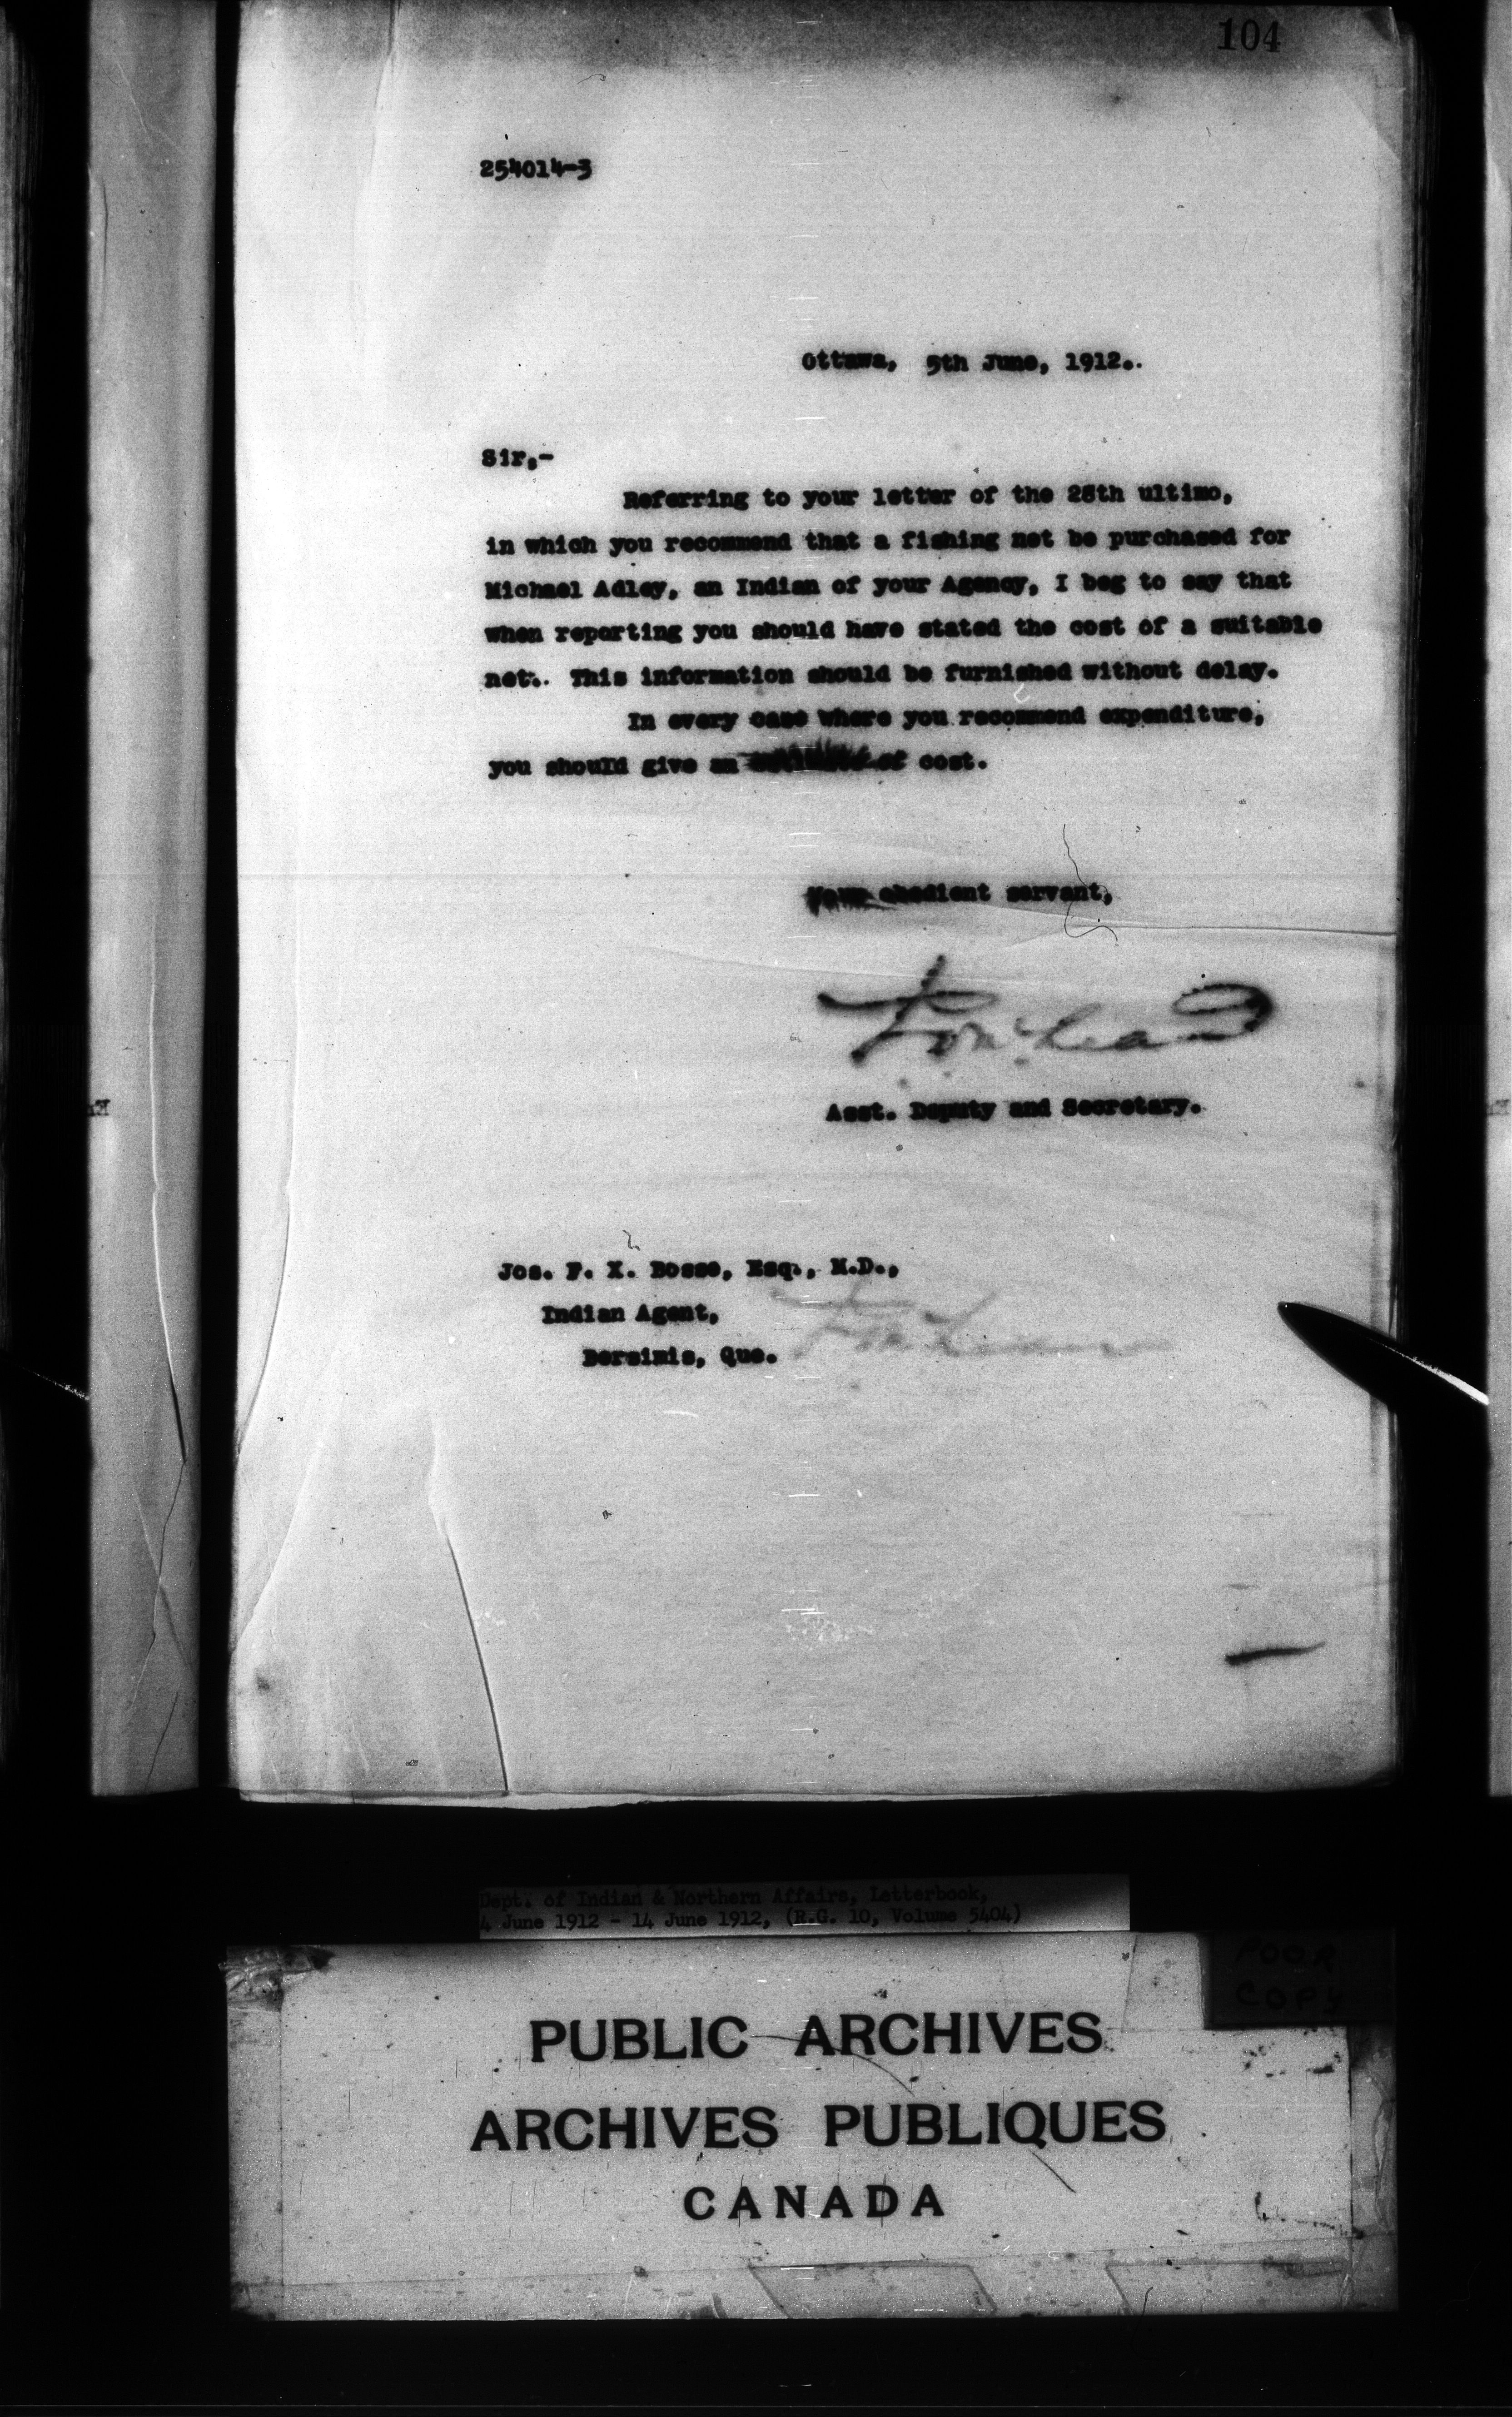 104
254014-3
Ottawa, 5th June, 1912.
Sir,-
Referring to your letter of the 28th ultimo,
in which you recommend that a fishing net be purchased for
Michael Adley, an Indian of your Agency, I beg to say that
when reporting you should have stated the cost of a suitable
net. This information should be furnished without delay.
In every case where you recommend expenditure,
you should give an estimate of cost.
Your obedient servant,
Asst. Deputy and Secretary.
Jos. F. X. Bosse, Esq., M.D.,
Indian Agent,
Bersimis, Que.
Dept. of Indian & Northern Affairs, Letterbook,
4 June 1912 - 14 June 1912, (R.G. 10, Volume 5404)
POOR
COPY
PUBLIC ARCHIVES
ARCHIVES PUBLIQUES
CANADA